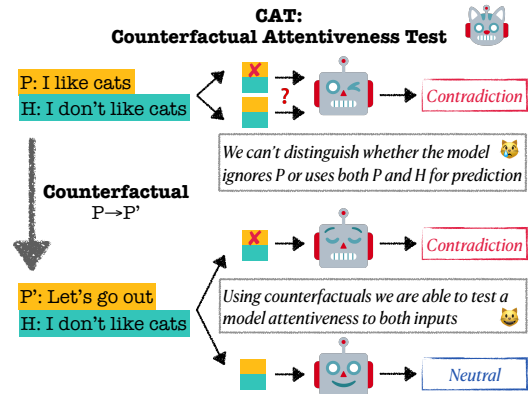 CAT:
Counterfactual Attentiveness Test
P: I like cats
H: I don't like cats
?
Contradiction
We can't distinguish whether the model
ignores P or uses both P and H for prediction
Counterfactual
P→P'
Contradiction
P': Let's go out
H: I don't like cats
Using counterfactuals we are able to test a
model attentiveness to both inputs
Neutral